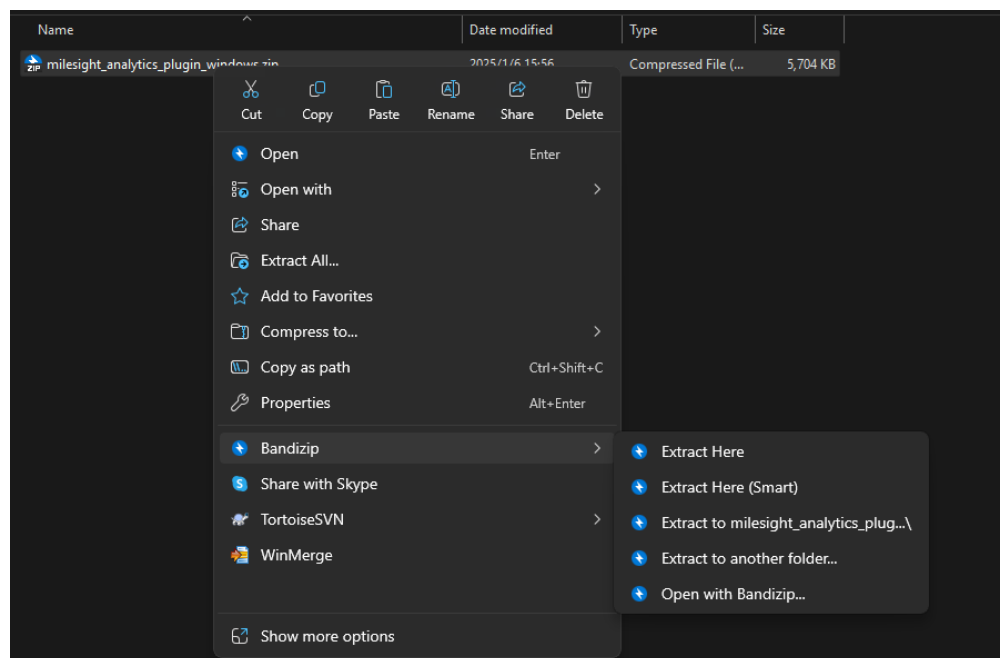 Name Date modified Type Size
ZIP milesight_analytics_plugin_windows.zip 2025/1/6 15:56 Compressed File (... 5,704 KB
Cut Copy Paste Rename Share Delete
Open Enter
Open with
Share
Extract All...
Add to Favorites
Compress to...
Copy as path Ctrl+Shift+C
Properties Alt+Enter
Bandizip
Extract Here
Share with Skype
Extract Here (Smart)
TortoiseSVN
Extract to milesight_analytics_plug...\
WinMerge
Extract to another folder...
Open with Bandizip...
Show more options